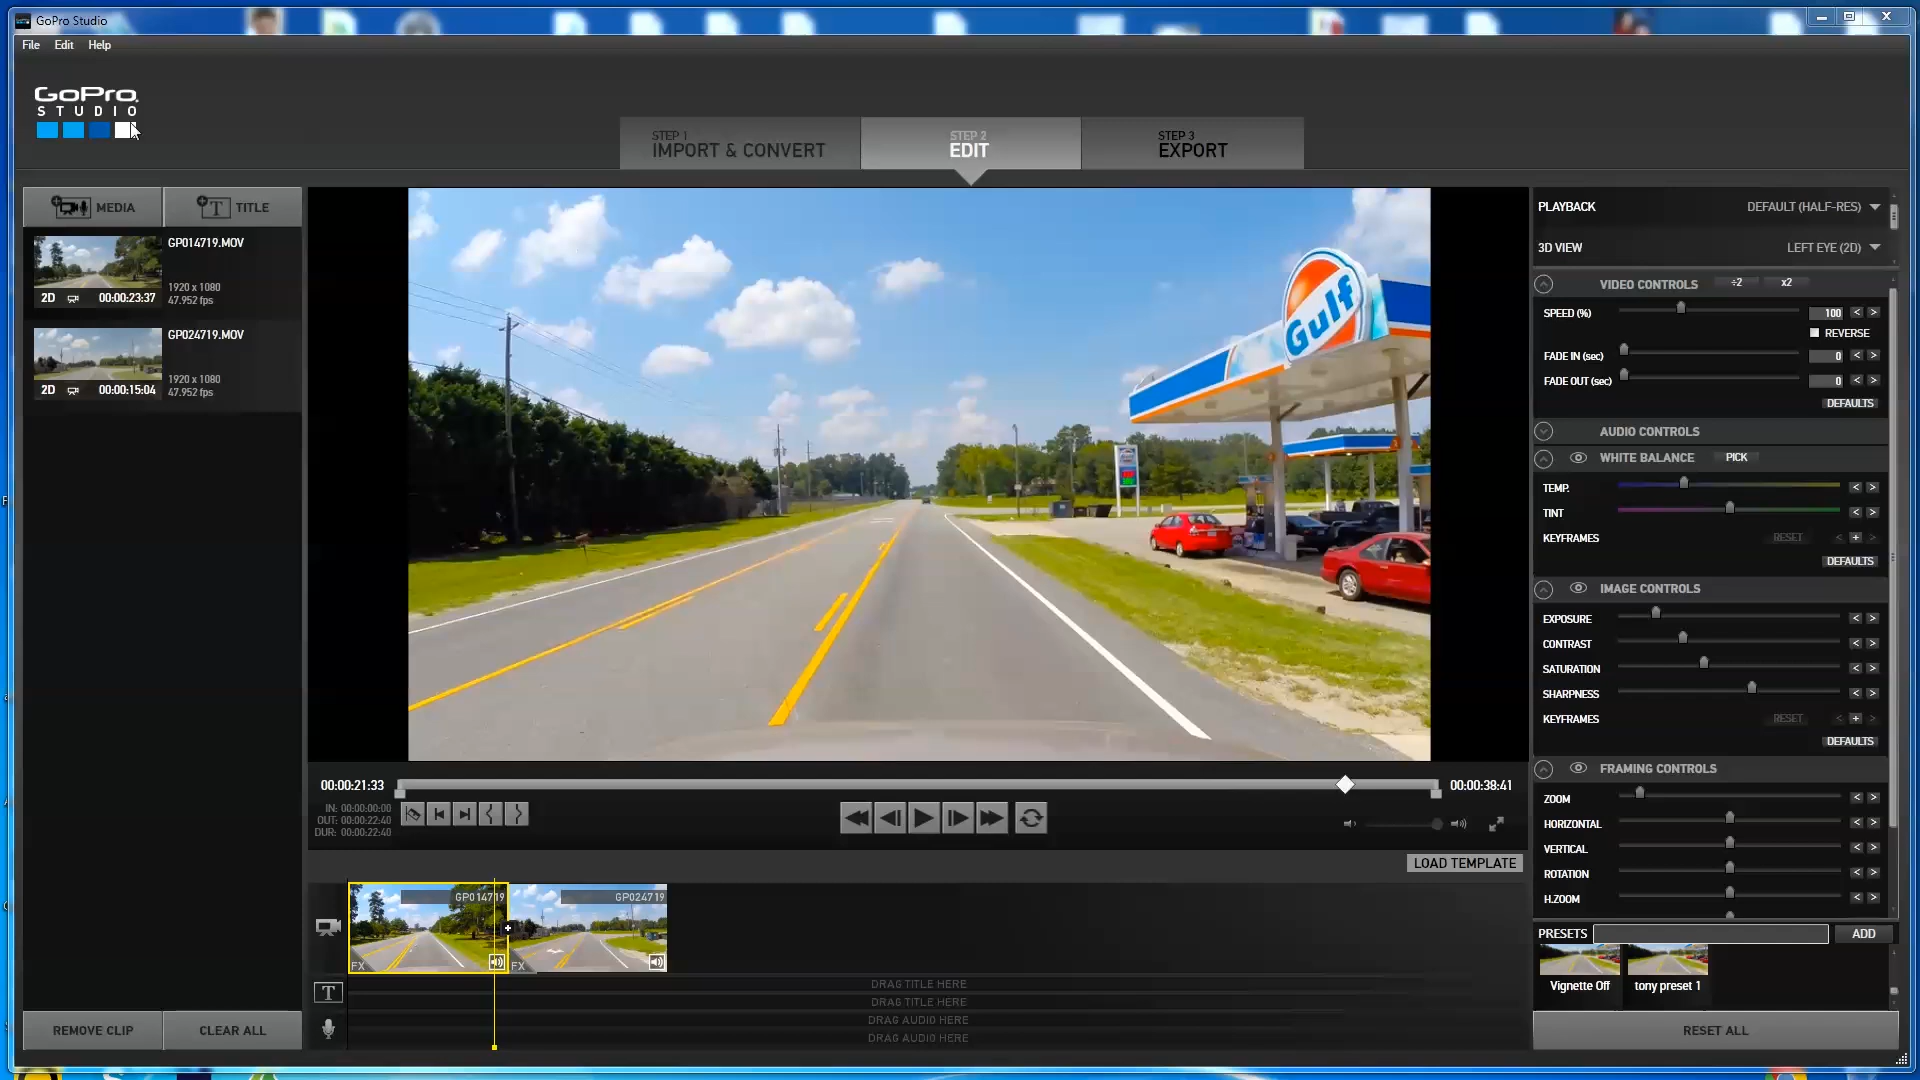 GoPro Studio
File Edit Help
GoPro
STUDIO
STEP 1
IMPORT & CONVERT
STEP 2
EDIT
STEP 3
EXPORT
MEDIA
TITLE
GP014719.MOV
1920 x 1080
47.952 fps
2D 00:00:23:37
GP024719.MOV
1920 x 1080
47.952 fps
2D 00:00:15:04
REMOVE CLIP
CLEAR ALL
Gulf
00:00:21:33
00:00:38:41
IN: 00:00:00:00
OUT: 00:00:22:40
DUR: 00:00:22:40
LOAD TEMPLATE
GP014719
FX
GP024719
FX
T
DRAG TITLE HERE
DRAG TITLE HERE
DRAG AUDIO HERE
DRAG AUDIO HERE
PLAYBACK DEFAULT (HALF-RES)
3D VIEW LEFT EYE (2D)
VIDEO CONTROLS ÷2 x2
SPEED (%) 100 < >
REVERSE
FADE IN (sec) 0 < >
FADE OUT (sec) 0 < >
DEFAULTS
AUDIO CONTROLS
WHITE BALANCE PICK
TEMP. < >
TINT < >
KEYFRAMES RESET < + >
DEFAULTS
IMAGE CONTROLS
EXPOSURE < >
CONTRAST < >
SATURATION < >
SHARPNESS < >
KEYFRAMES RESET < + >
DEFAULTS
FRAMING CONTROLS
ZOOM < >
HORIZONTAL < >
VERTICAL < >
ROTATION < >
H.ZOOM < >
PRESETS ADD
Vignette Off
tony preset 1
RESET ALL